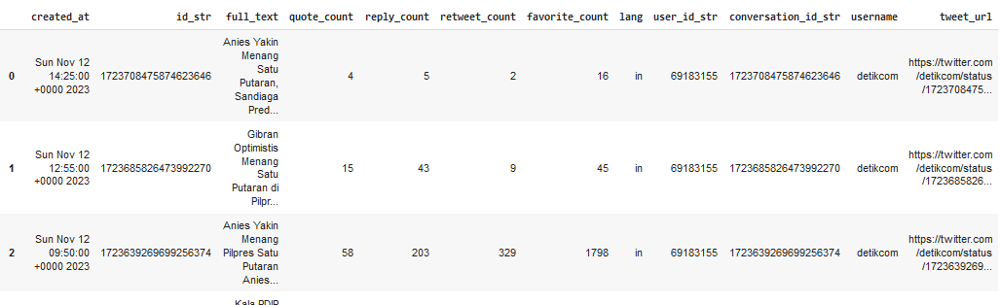 created_at id_str full_text quote_count reply_count retweet_count favorite_count lang user_id_str conversation_id_str username tweet_url
0 Sun Nov 12 14:25:00 +0000 2023 1723708475874623646 Anies Yakin Menang Satu Putaran, Sandiaga Pred... 4 5 2 16 in 69183155 1723708475874623646 detikcom https://twitter.com/detikcom/status/1723708475...
1 Sun Nov 12 12:55:00 +0000 2023 1723685826473992270 Gibran Optimistis Menang Satu Putaran di Pilpr... 15 43 9 45 in 69183155 1723685826473992270 detikcom https://twitter.com/detikcom/status/1723685826...
2 Sun Nov 12 09:50:00 +0000 2023 1723639269699256374 Anies Yakin Menang Pilpres Satu Putaran Anies... 58 203 329 1798 in 69183155 1723639269699256374 detikcom https://twitter.com/detikcom/status/1723639269...
Kala PDIP